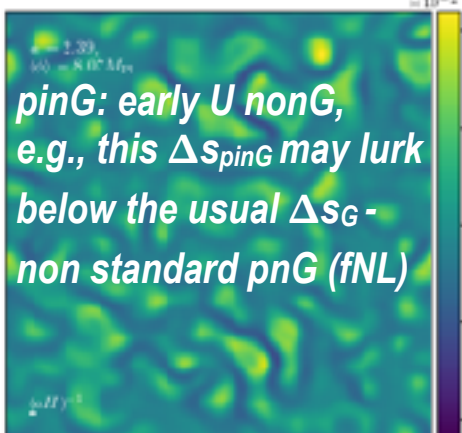 pinG: early U nonG,
e.g., this ΔspinG may lurk
below the usual ΔsG -
non standard pnG (fNL)